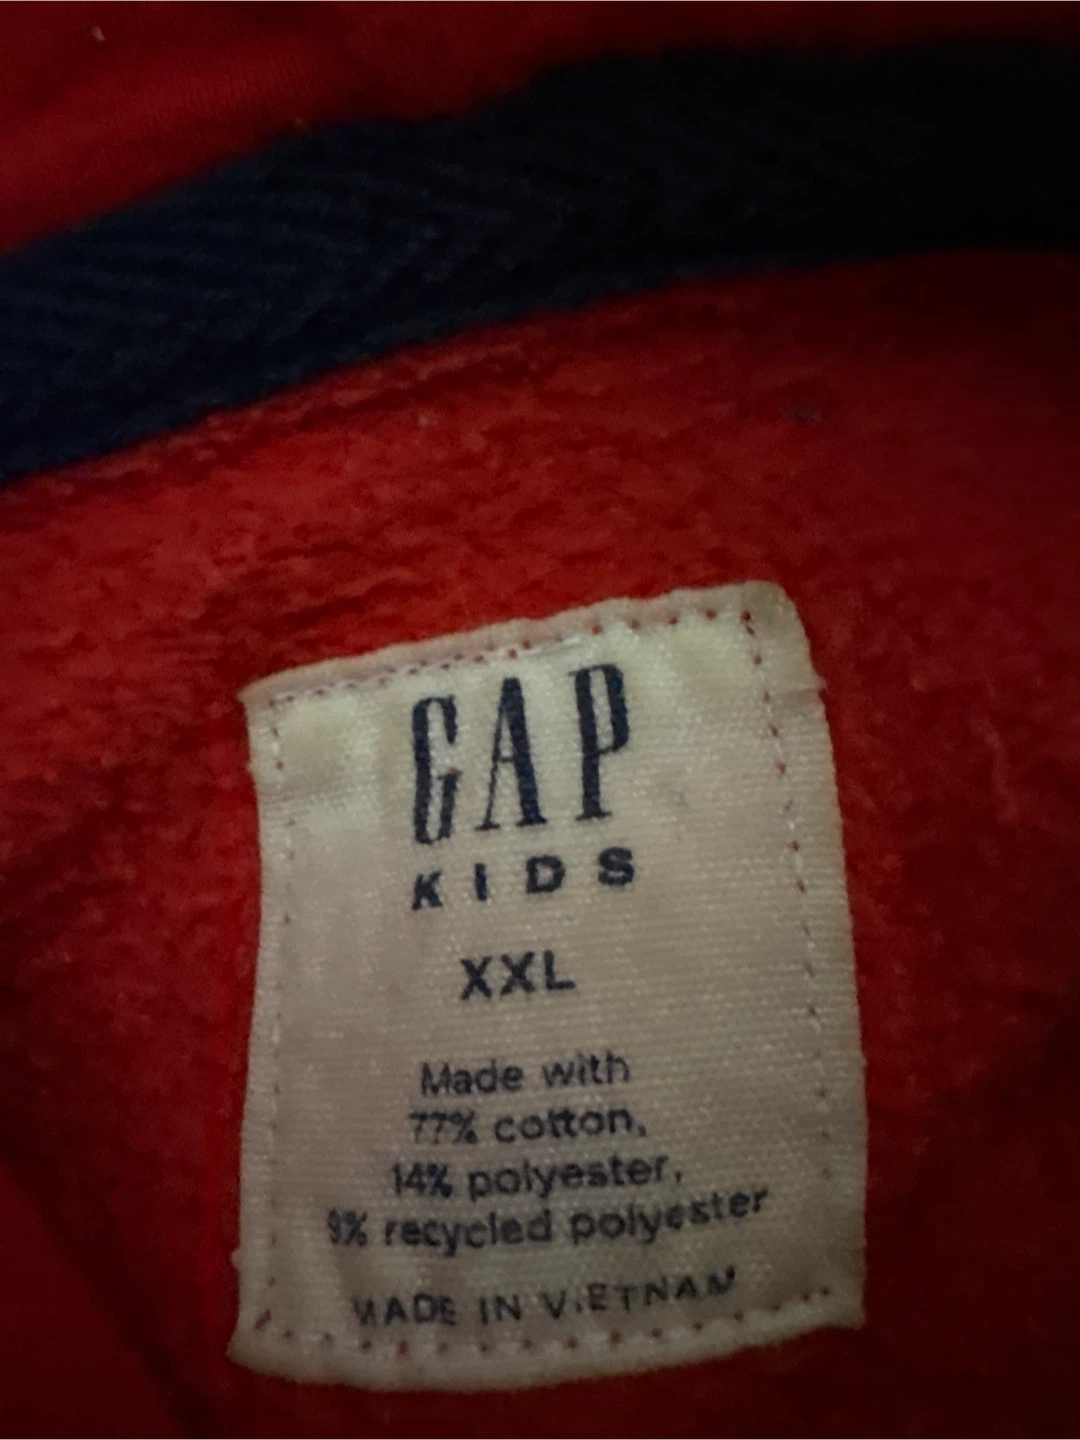 GAP
KIDS
XXL
Made with
77% cotton,
14% polyester,
9% recycled polyester
MADE IN VIETNAM